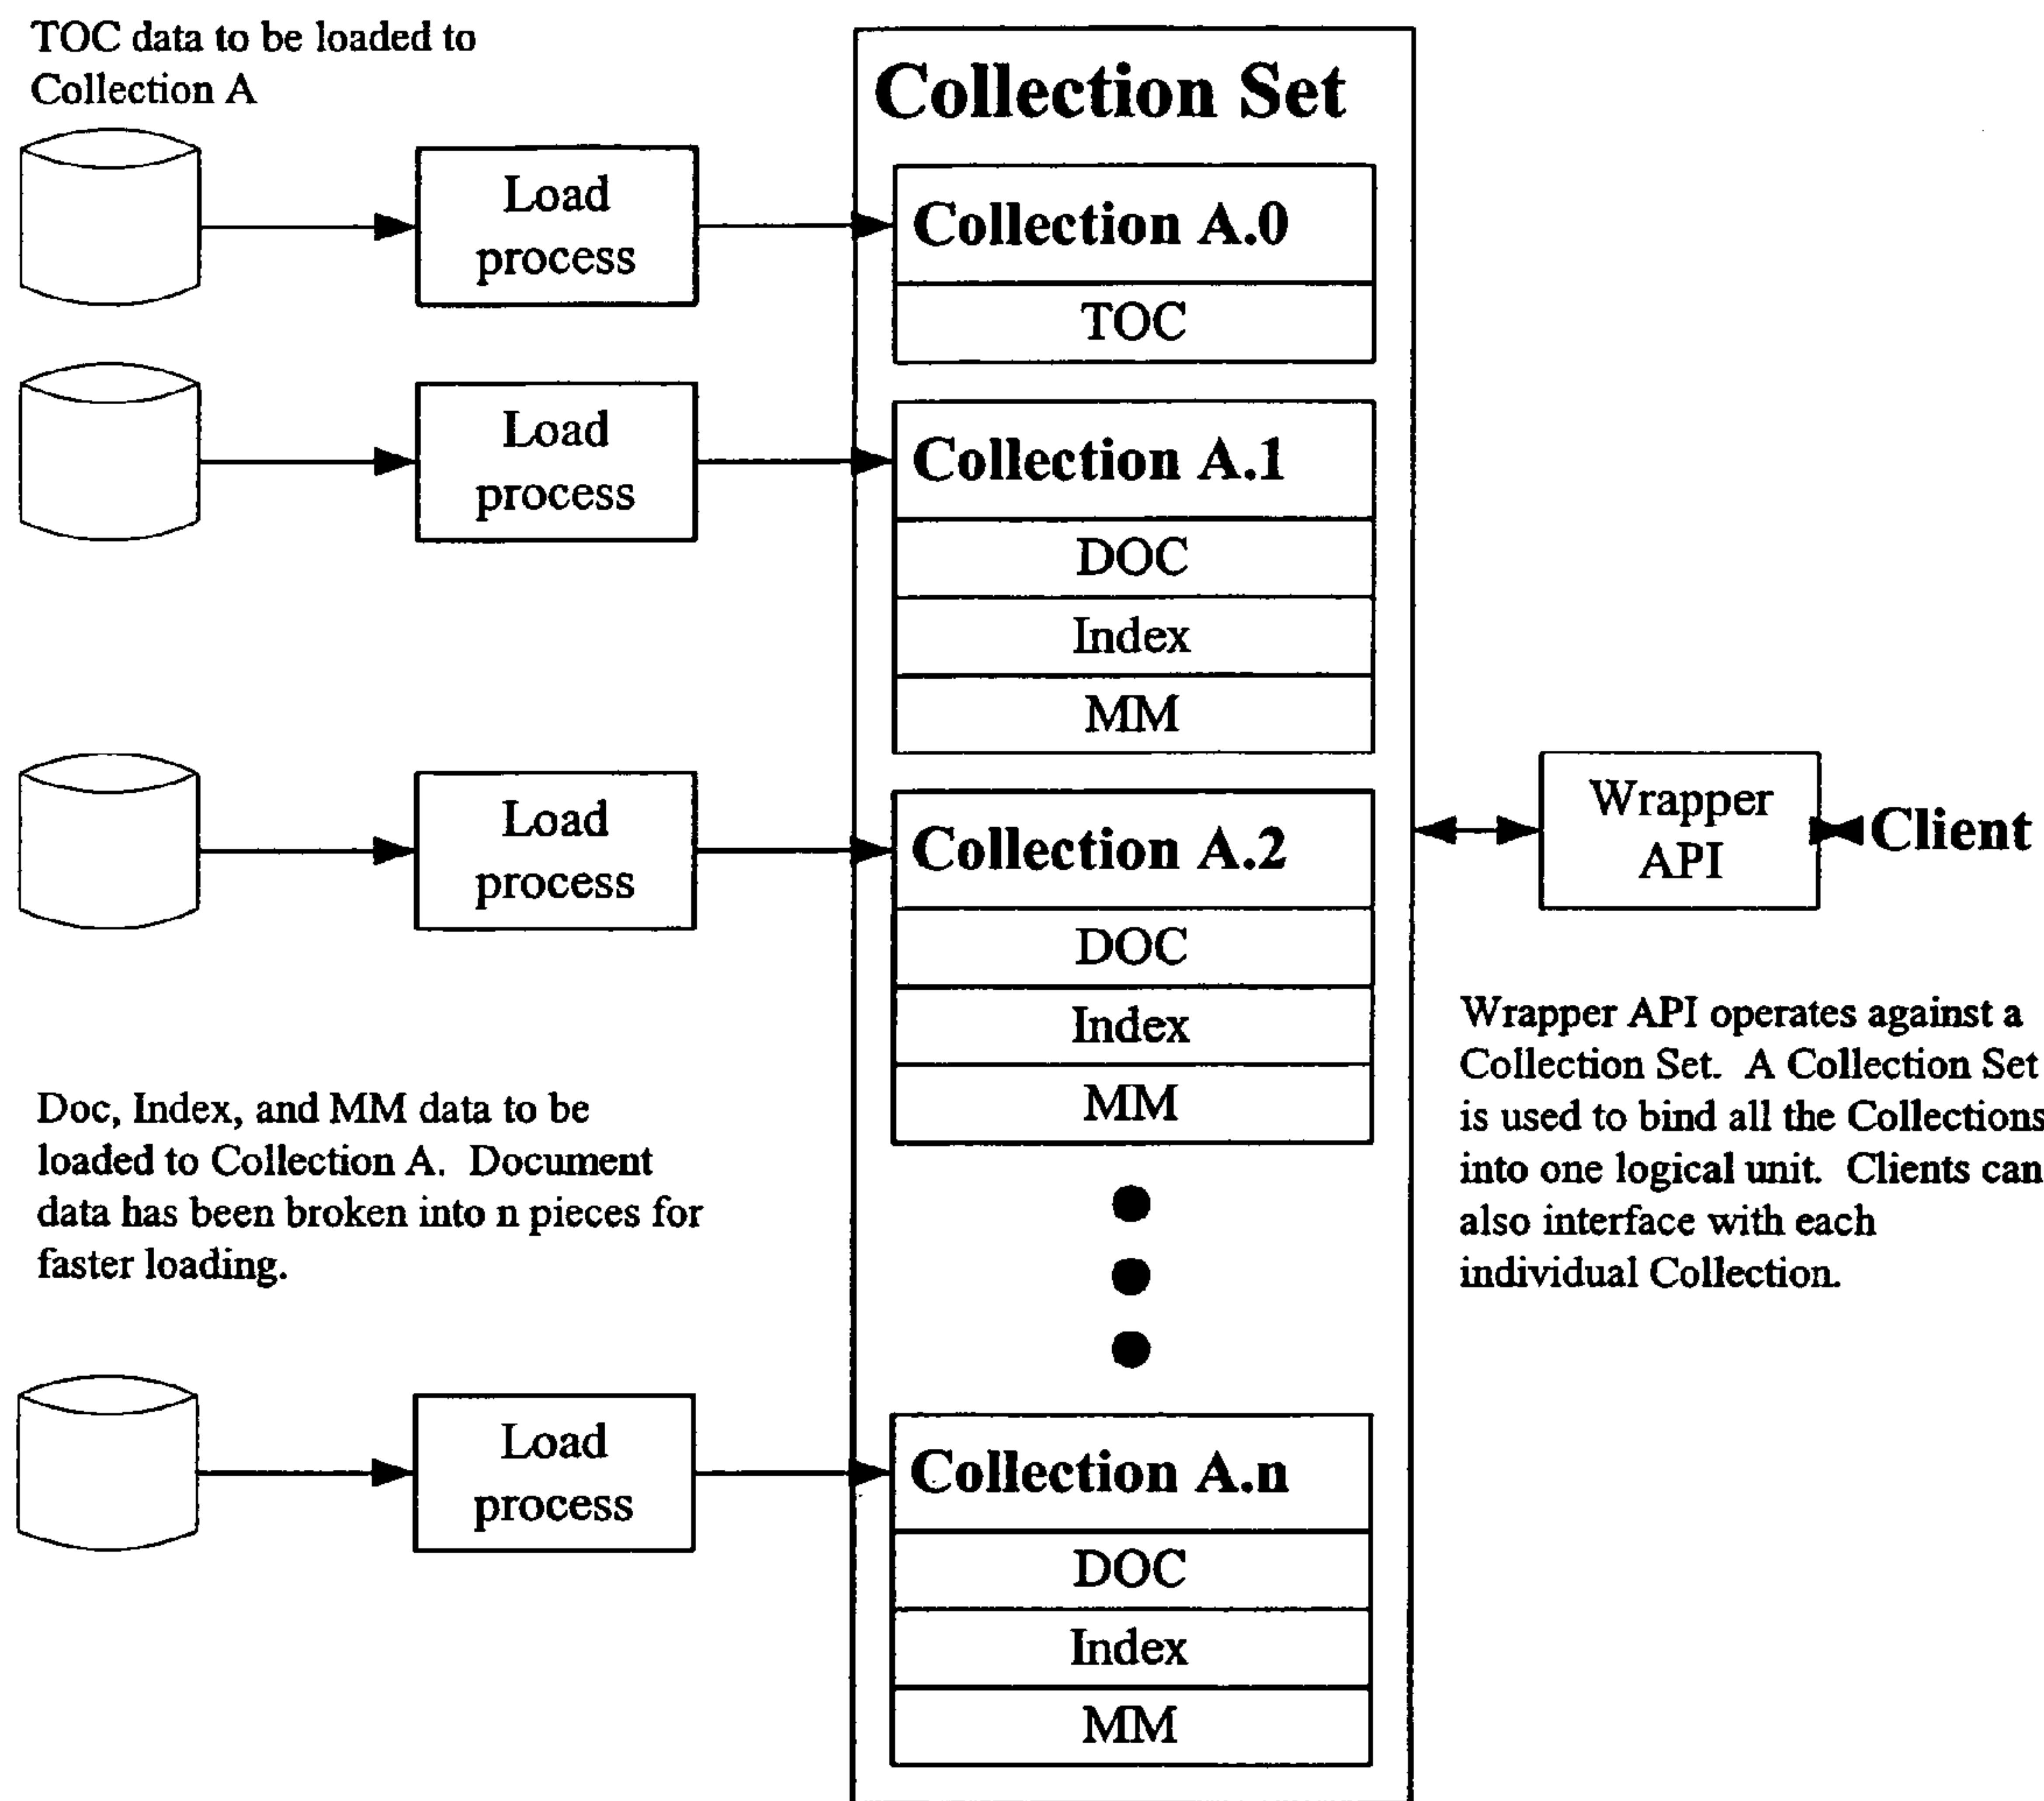 TOC data to be loaded to
Collection A
Collection Set
Load
process
Collection A.0
TOC
Load
process
Collection A.1
DOC
Index
MM
Load
process
Collection A.2
DOC
Index
MM
Wrapper
API
Client
Wrapper API operates against a
Collection Set. A Collection Set
is used to bind all the Collections
into one logical unit. Clients can
also interface with each
individual Collection.
Doc, Index, and MM data to be
loaded to Collection A. Document
data has been broken into n pieces for
faster loading.
Load
process
Collection A.n
DOC
Index
MM